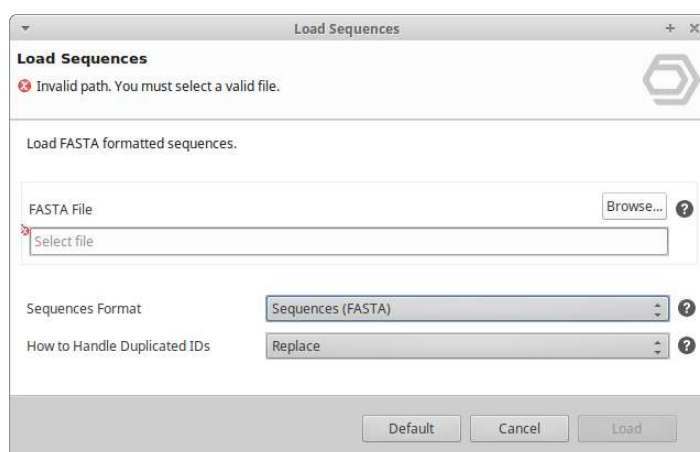 Load Sequences
Load Sequences
Invalid path. You must select a valid file.
Load FASTA formatted sequences.
FASTA File
Browse...
Select file
Sequences Format
Sequences (FASTA)
How to Handle Duplicated IDs
Replace
Default
Cancel
Load